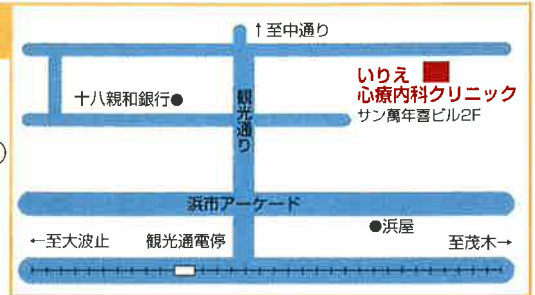 ↑至中通り
いりえ
心療内科クリニック
サン萬年喜ビル2F
十八親和銀行●
観光通り
浜市アーケード
●浜屋
←至大波止
観光通電停
至茂木→